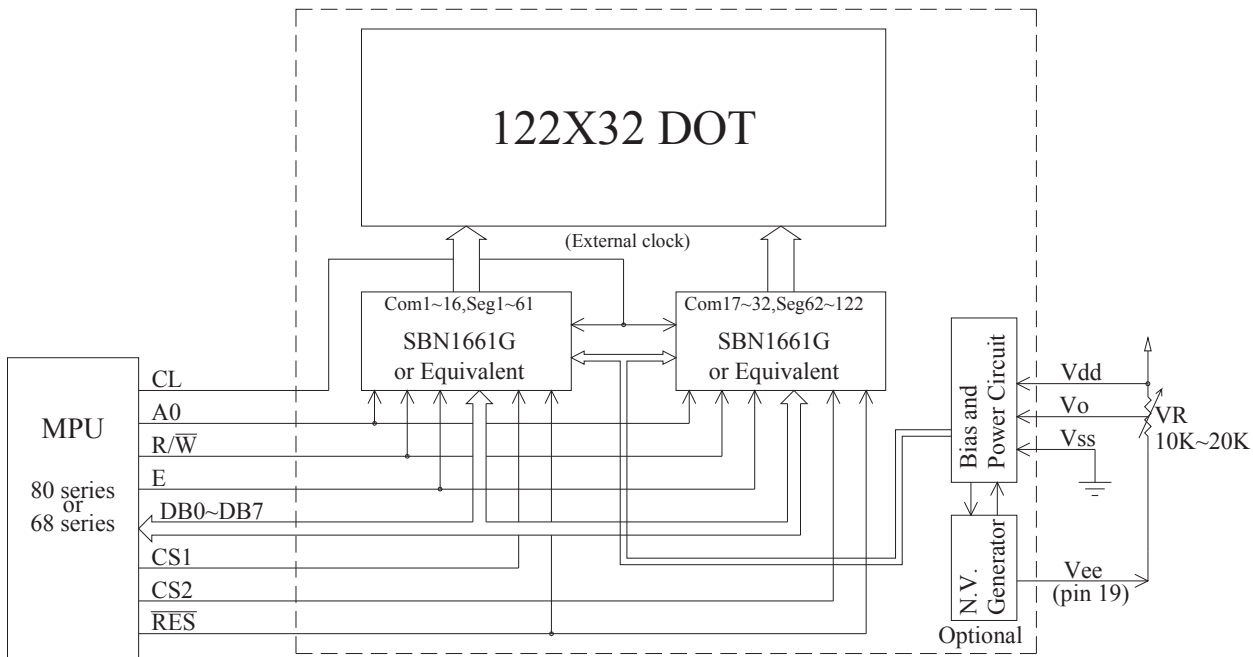 122X32 DOT
(External clock)
Com1~16,Seg1~61
SBN1661G
or Equivalent
Com17~32,Seg62~122
SBN1661G
or Equivalent
MPU
80 series
or
68 series
CL
A0
R/W̅
E
DB0~DB7
CS1
CS2
R̅E̅S̅
Bias and
Power Circuit
N.V.
Generator
Optional
Vdd
Vo
Vss
VR
10K~20K
Vee
(pin 19)